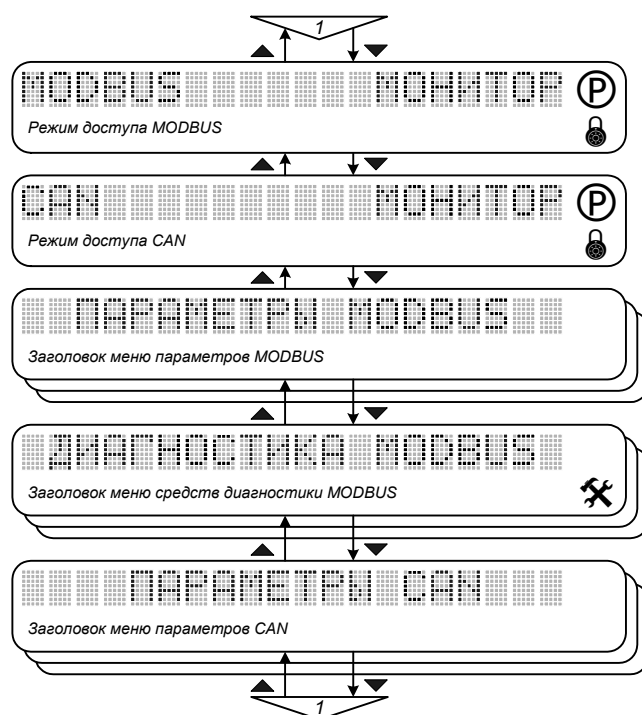 1
MODBUS МОНИТОР Ⓟ
Режим доступа MODBUS
CAN МОНИТОР Ⓟ
Режим доступа CAN
ПАРАМЕТРЫ MODBUS
Заголовок меню параметров MODBUS
ДИАГНОСТИКА MODBUS
Заголовок меню средств диагностики MODBUS
ПАРАМЕТРЫ CAN
Заголовок меню параметров CAN
1